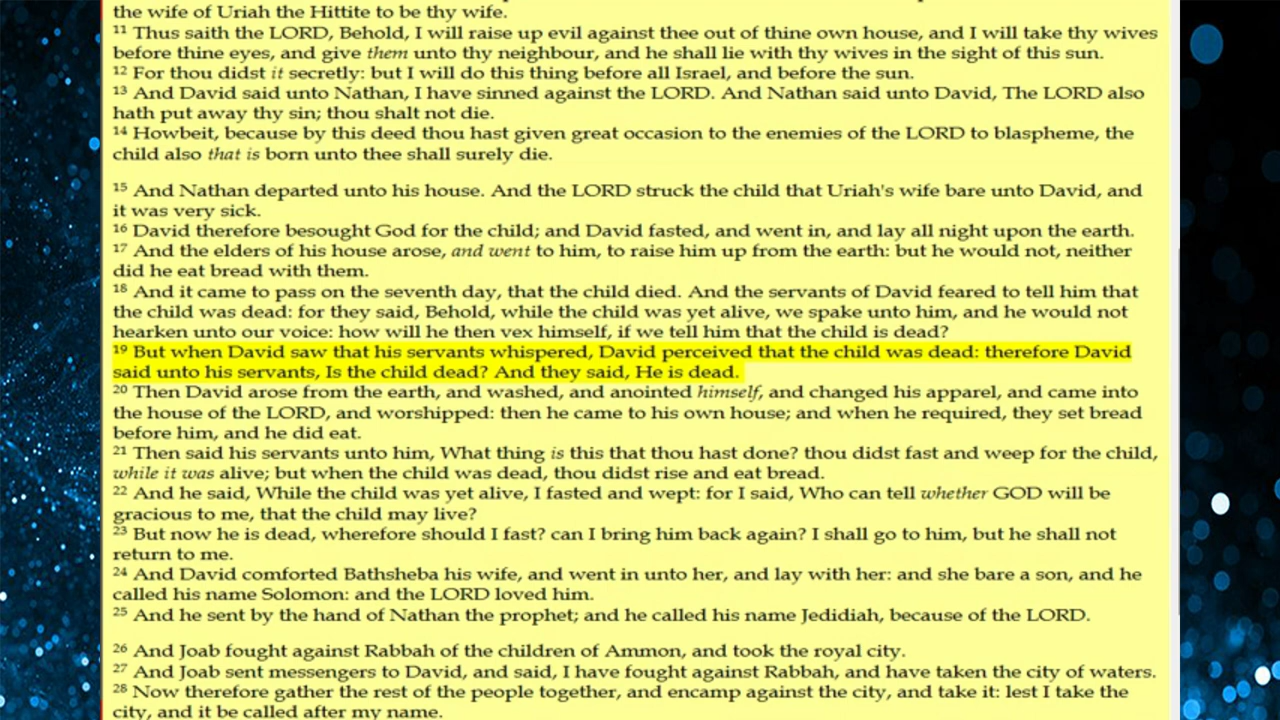 the wife of Uriah the Hittite to be thy wife.
11 Thus saith the LORD, Behold, I will raise up evil against thee out of thine own house, and I will take thy wives
before thine eyes, and give them unto thy neighbour, and he shall lie with thy wives in the sight of this sun.
12 For thou didst it secretly: but I will do this thing before all Israel, and before the sun.
13 And David said unto Nathan, I have sinned against the LORD. And Nathan said unto David, The LORD also
hath put away thy sin; thou shalt not die.
14 Howbeit, because by this deed thou hast given great occasion to the enemies of the LORD to blaspheme, the
child also that is born unto thee shall surely die.
15 And Nathan departed unto his house. And the LORD struck the child that Uriah's wife bare unto David, and
it was very sick.
16 David therefore besought God for the child; and David fasted, and went in, and lay all night upon the earth.
17 And the elders of his house arose, and went to him, to raise him up from the earth: but he would not, neither
did he eat bread with them.
18 And it came to pass on the seventh day, that the child died. And the servants of David feared to tell him that
the child was dead: for they said, Behold, while the child was yet alive, we spake unto him, and he would not
hearken unto our voice: how will he then vex himself, if we tell him that the child is dead?
19 But when David saw that his servants whispered, David perceived that the child was dead: therefore David
said unto his servants, Is the child dead? And they said, He is dead.
20 Then David arose from the earth, and washed, and anointed himself, and changed his apparel, and came into
the house of the LORD, and worshipped: then he came to his own house; and when he required, they set bread
before him, and he did eat.
21 Then said his servants unto him, What thing is this that thou hast done? thou didst fast and weep for the child,
while it was alive; but when the child was dead, thou didst rise and eat bread.
22 And he said, While the child was yet alive, I fasted and wept: for I said, Who can tell whether GOD will be
gracious to me, that the child may live?
23 But now he is dead, wherefore should I fast? can I bring him back again? I shall go to him, but he shall not
return to me.
24 And David comforted Bathsheba his wife, and went in unto her, and lay with her: and she bare a son, and he
called his name Solomon: and the LORD loved him.
25 And he sent by the hand of Nathan the prophet; and he called his name Jedidiah, because of the LORD.
26 And Joab fought against Rabbah of the children of Ammon, and took the royal city.
27 And Joab sent messengers to David, and said, I have fought against Rabbah, and have taken the city of waters.
28 Now therefore gather the rest of the people together, and encamp against the city, and take it: lest I take the
city, and it be called after my name.